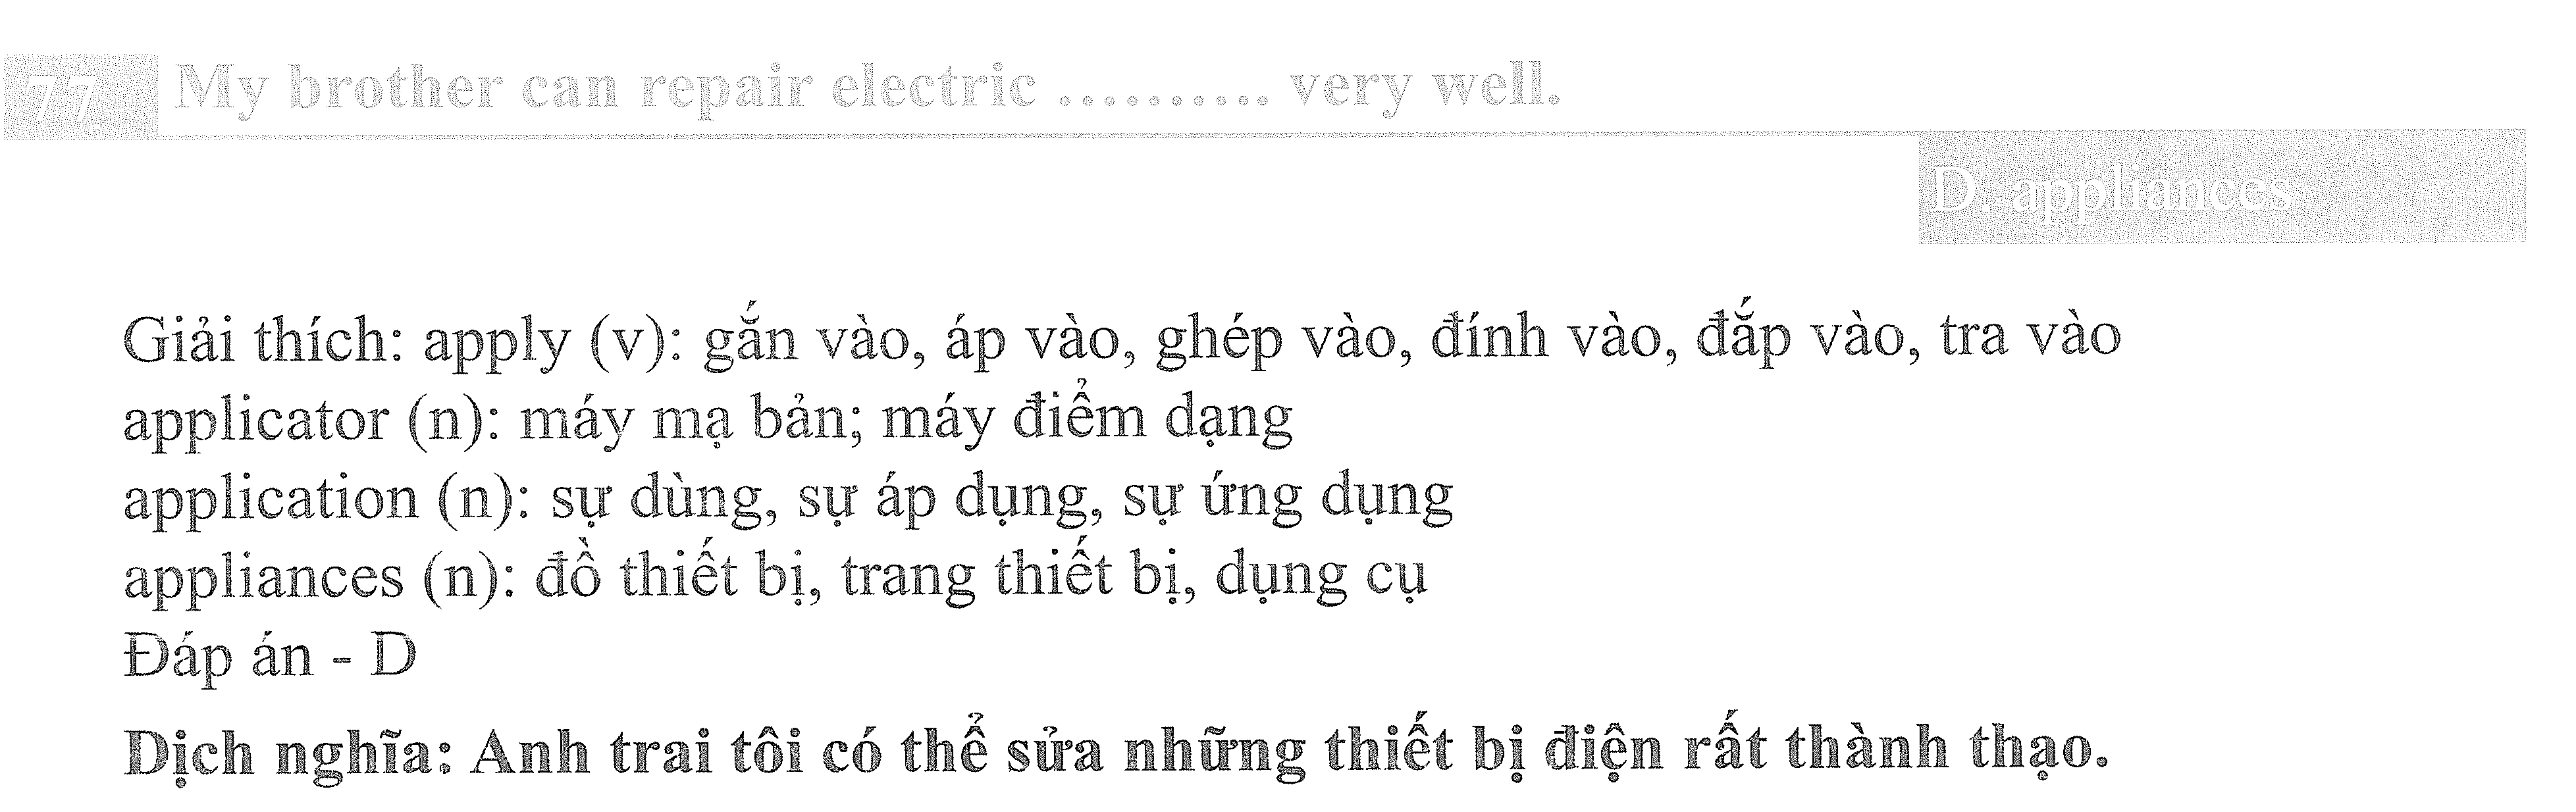 77 My brother can repair electric .......... very well.
D. appliances
Giải thích: apply (v): gắn vào, áp vào, ghép vào, đính vào, đắp vào, tra vào
applicator (n): máy mạ bản; máy điểm dạng
application (n): sự dùng, sự áp dụng, sự ứng dụng
appliances (n): đồ thiết bị, trang thiết bị, dụng cụ
Đáp án - D
Dịch nghĩa: Anh trai tôi có thể sửa những thiết bị điện rất thành thạo.